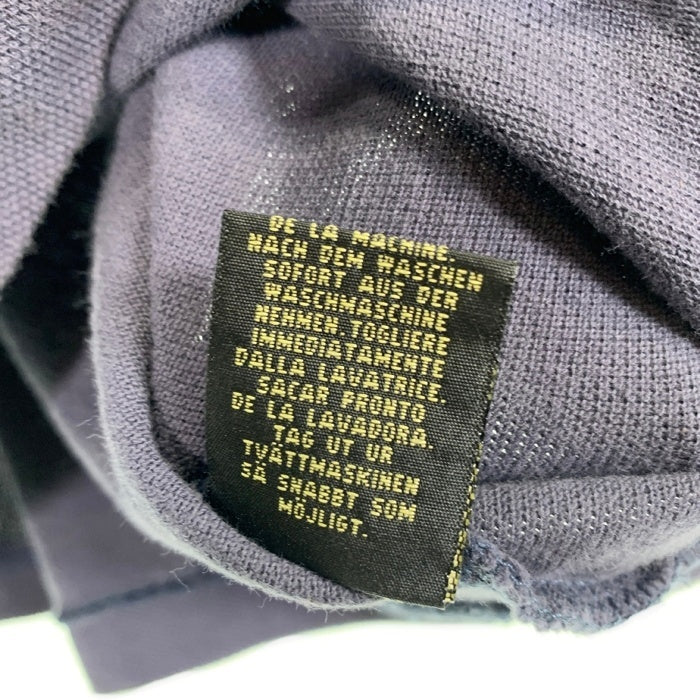 DE LA MACHINE.
NACH DEM WASCHEN
SOFORT AUS DER
WASCHMASCHINE
NEHMEN. TOGLIERE
IMMEDIATAMENTE
DALLA LAVATRICE.
SACAR PRONTO
DE LA LAVADORA.
TAG UT UR
TVÄTTMASKINEN
SÅ SNABBT SOM
MÖJLIGT.